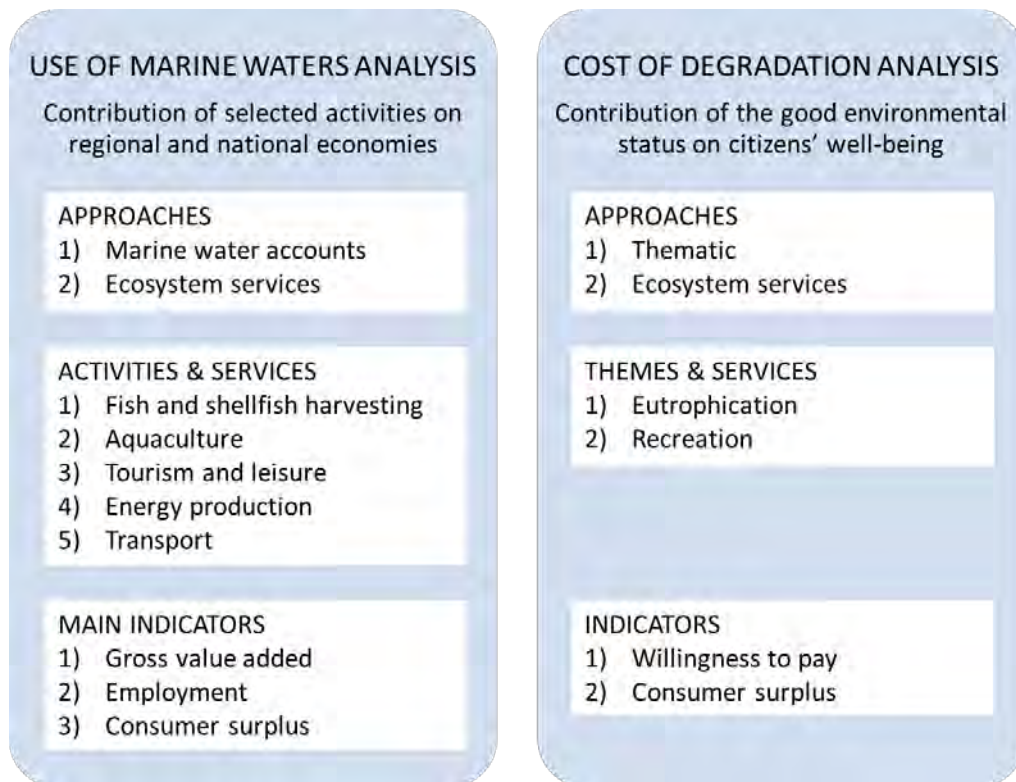 USE OF MARINE WATERS ANALYSIS
Contribution of selected activities on
regional and national economies
APPROACHES
1) Marine water accounts
2) Ecosystem services
ACTIVITIES & SERVICES
1) Fish and shellfish harvesting
2) Aquaculture
3) Tourism and leisure
4) Energy production
5) Transport
MAIN INDICATORS
1) Gross value added
2) Employment
3) Consumer surplus
COST OF DEGRADATION ANALYSIS
Contribution of the good environmental
status on citizens’ well-being
APPROACHES
1) Thematic
2) Ecosystem services
THEMES & SERVICES
1) Eutrophication
2) Recreation
INDICATORS
1) Willingness to pay
2) Consumer surplus